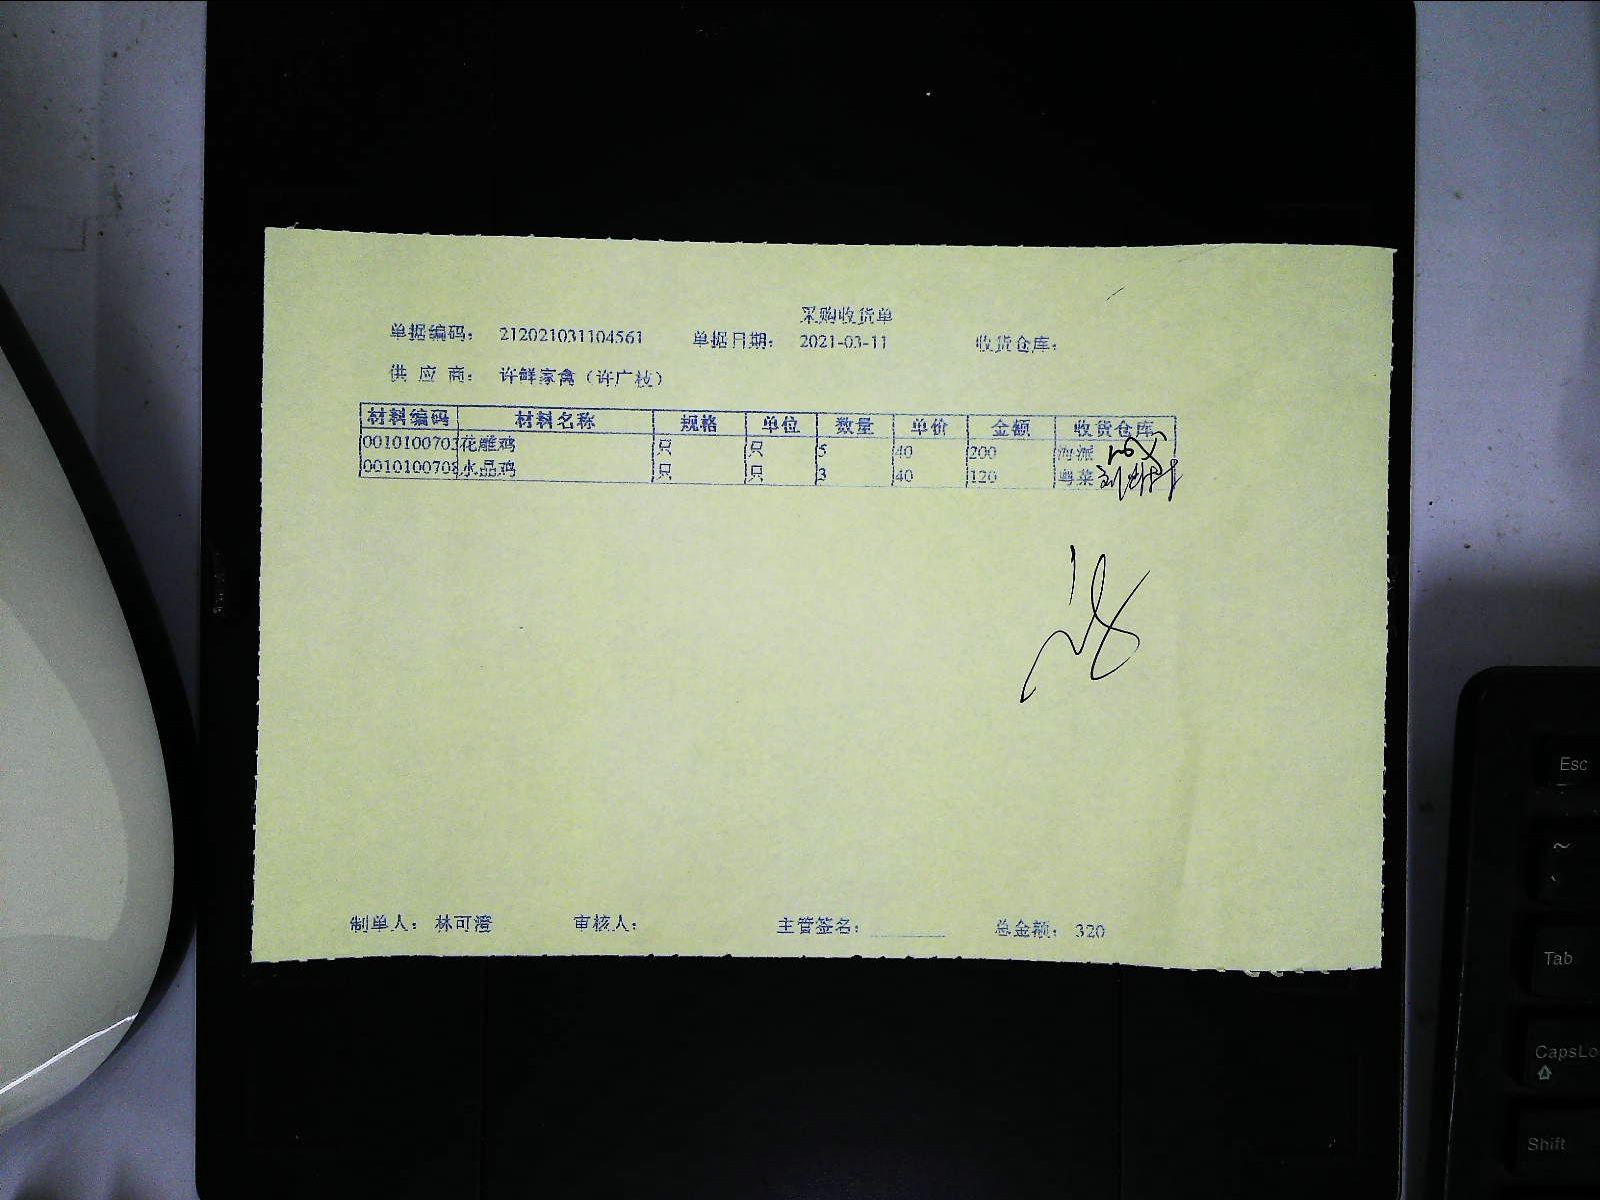 采购收货单
单据编码: 212021031104561 单据日期: 2021-03-11 收货仓库:
供 应 商: 许鲜家禽(许广枝)
材料编码 材料名称 规格 单位 数量 单价 金额 收货仓库
0010100703 花雕鸡 只 只 5 40 200 海派
0010100708 水晶鸡 只 只 3 40 120 粤菜
制单人: 林可澄 审核人: 主管签名: 总金额: 320
Esc
~
Tab
CapsLo
Shift